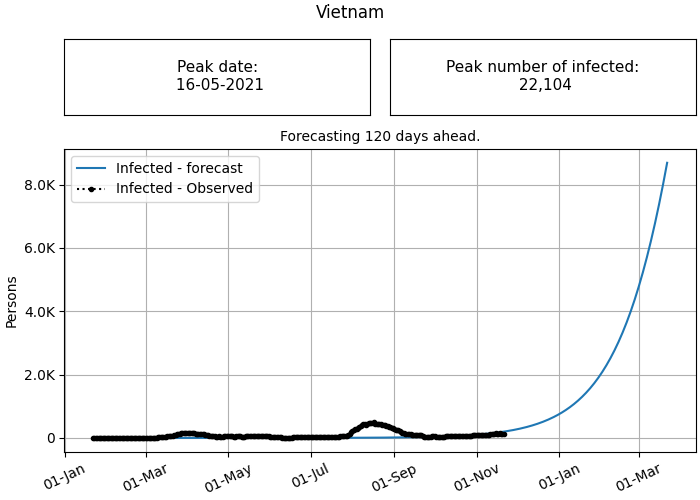 Vietnam
Peak date:
16-05-2021
Peak number of infected:
22,104
Forecasting 120 days ahead.
Infected - forecast
Infected - Observed
8.0K
6.0K
4.0K
2.0K
0
Persons
01-Jan
01-Mar
01-May
01-Jul
01-Sep
01-Nov
01-Jan
01-Mar